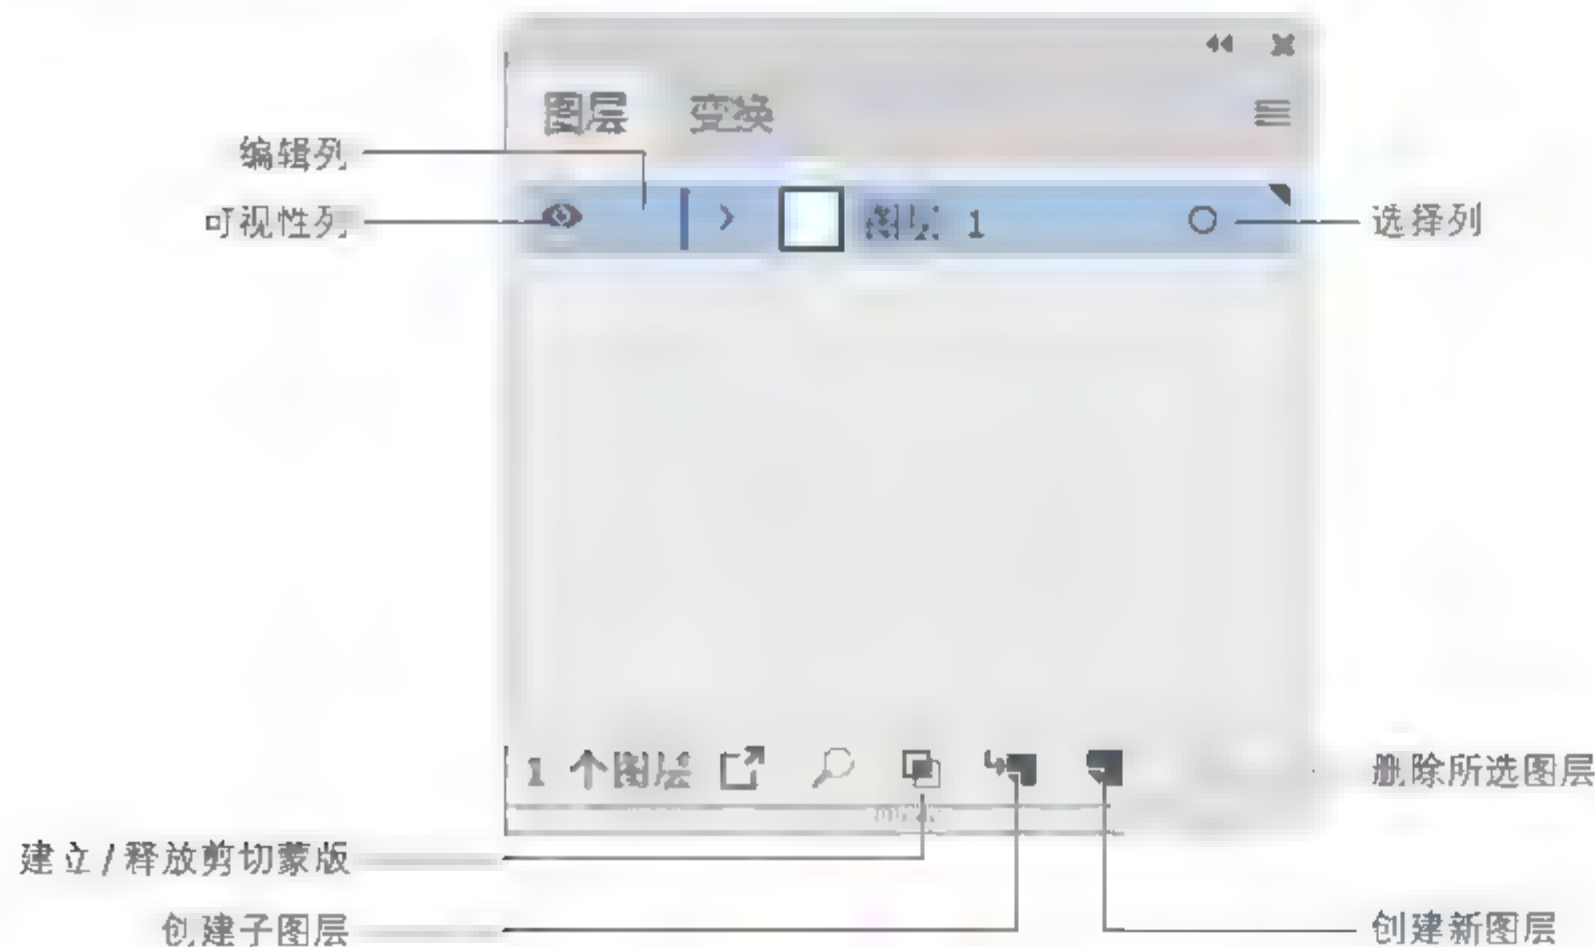 图层 变换
编辑列
可视性列
图层 1
选择列
1 个图层
删除所选图层
建立/释放剪切蒙版
创建子图层
创建新图层